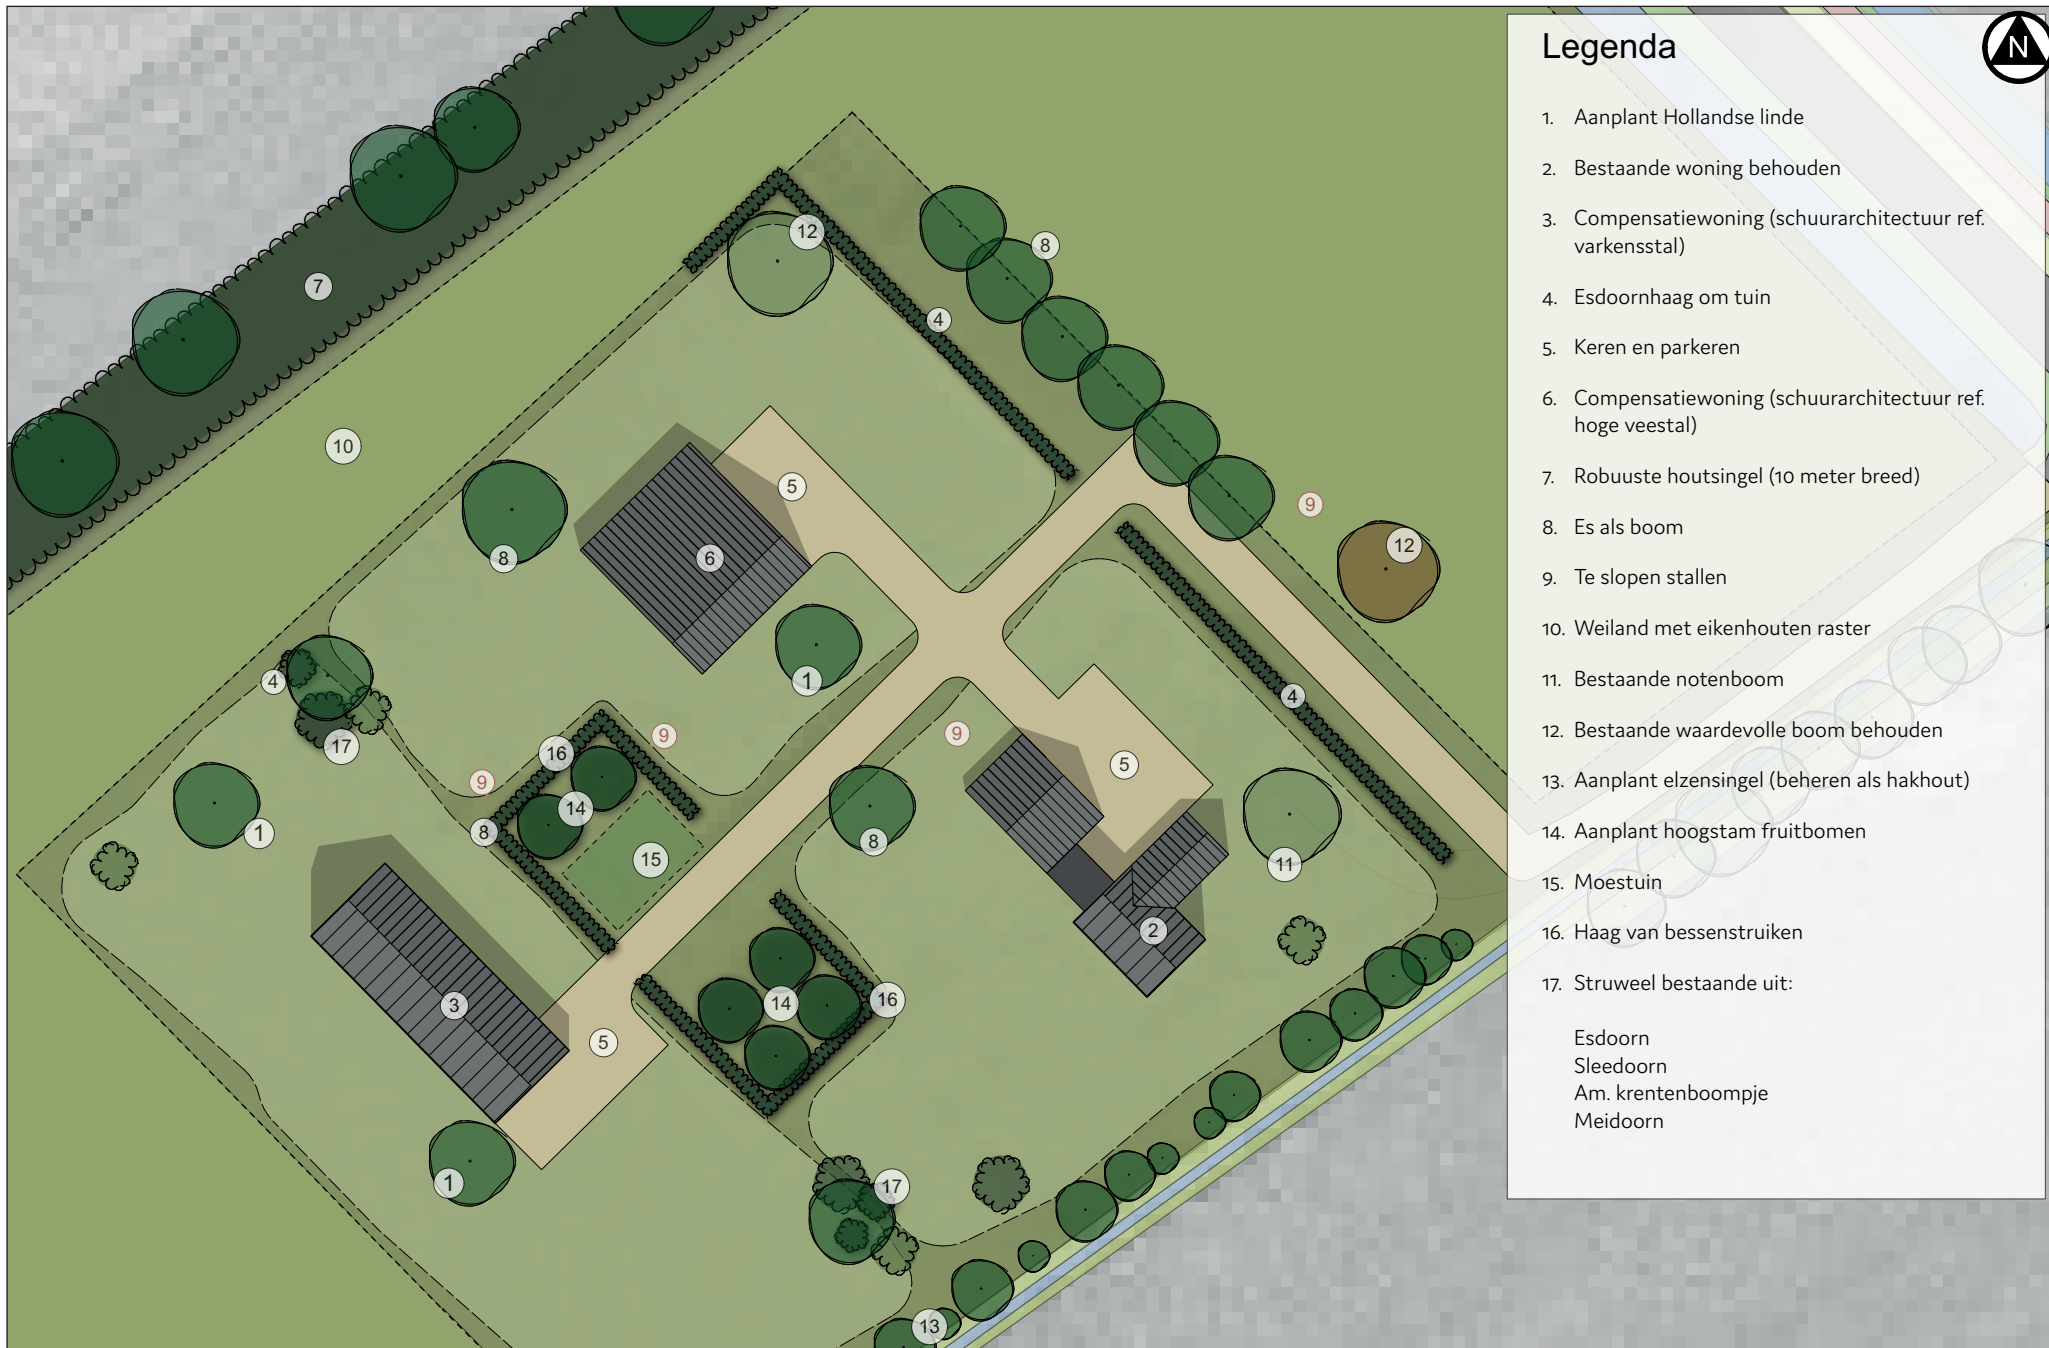 Legenda
N
1. Aanplant Hollandse linde
2. Bestaande woning behouden
3. Compensatiewoning (schuurarchitectuur ref.
varkensstal)
4. Esdoornhaag om tuin
5. Keren en parkeren
6. Compensatiewoning (schuurarchitectuur ref.
hoge veestal)
7. Robuuste houtsingel (10 meter breed)
8. Es als boom
9. Te slopen stallen
10. Weiland met eikenhouten raster
11. Bestaande notenboom
12. Bestaande waardevolle boom behouden
13. Aanplant elzensingel (beheren als hakhout)
14. Aanplant hoogstam fruitbomen
15. Moestuin
16. Haag van bessenstruiken
17. Struweel bestaande uit:
Esdoorn
Sleedoorn
Am. krentenboompje
Meidoorn
12
8
7
4
10
5
9
8
6
12
4
1
4
17
16
9
9
5
9
14
1
8
8
15
11
2
3
14
16
5
1
17
13